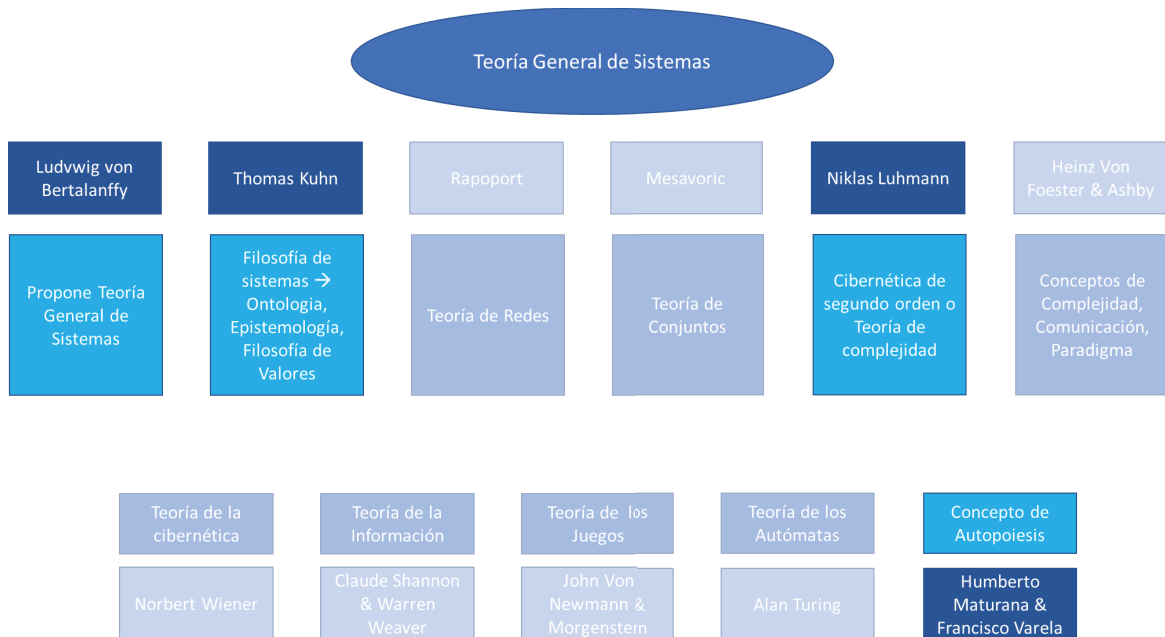 Teoría General de Sistemas
Ludvwig von
Bertalanffy
Thomas Kuhn
Rapoport
Mesavoric
Niklas Luhmann
Heinz Von
Foester & Ashby
Propone Teoría
General de
Sistemas
Filosofía de
sistemas →
Ontologia,
Epistemología,
Filosofía de
Valores
Teoría de Redes
Teoría de
Conjuntos
Cibernética de
segundo orden o
Teoría de
complejidad
Conceptos de
Complejidad,
Comunicación,
Paradigma
Teoría de la
cibernética
Teoría de la
Información
Teoría de los
Juegos
Teoría de los
Autómatas
Concepto de
Autopoiesis
Norbert Wiener
Claude Shannon
& Warren
Weaver
John Von
Newmann &
Morgenstern
Alan Turing
Humberto
Maturana &
Francisco Varela